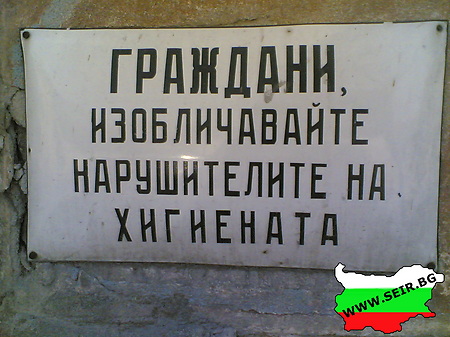 ГРАЖДАНИ,
ИЗОБЛИЧАВАЙТЕ
НАРУШИТЕЛИТЕ НА
ХИГИЕНАТА
WWW.SEIR.BG